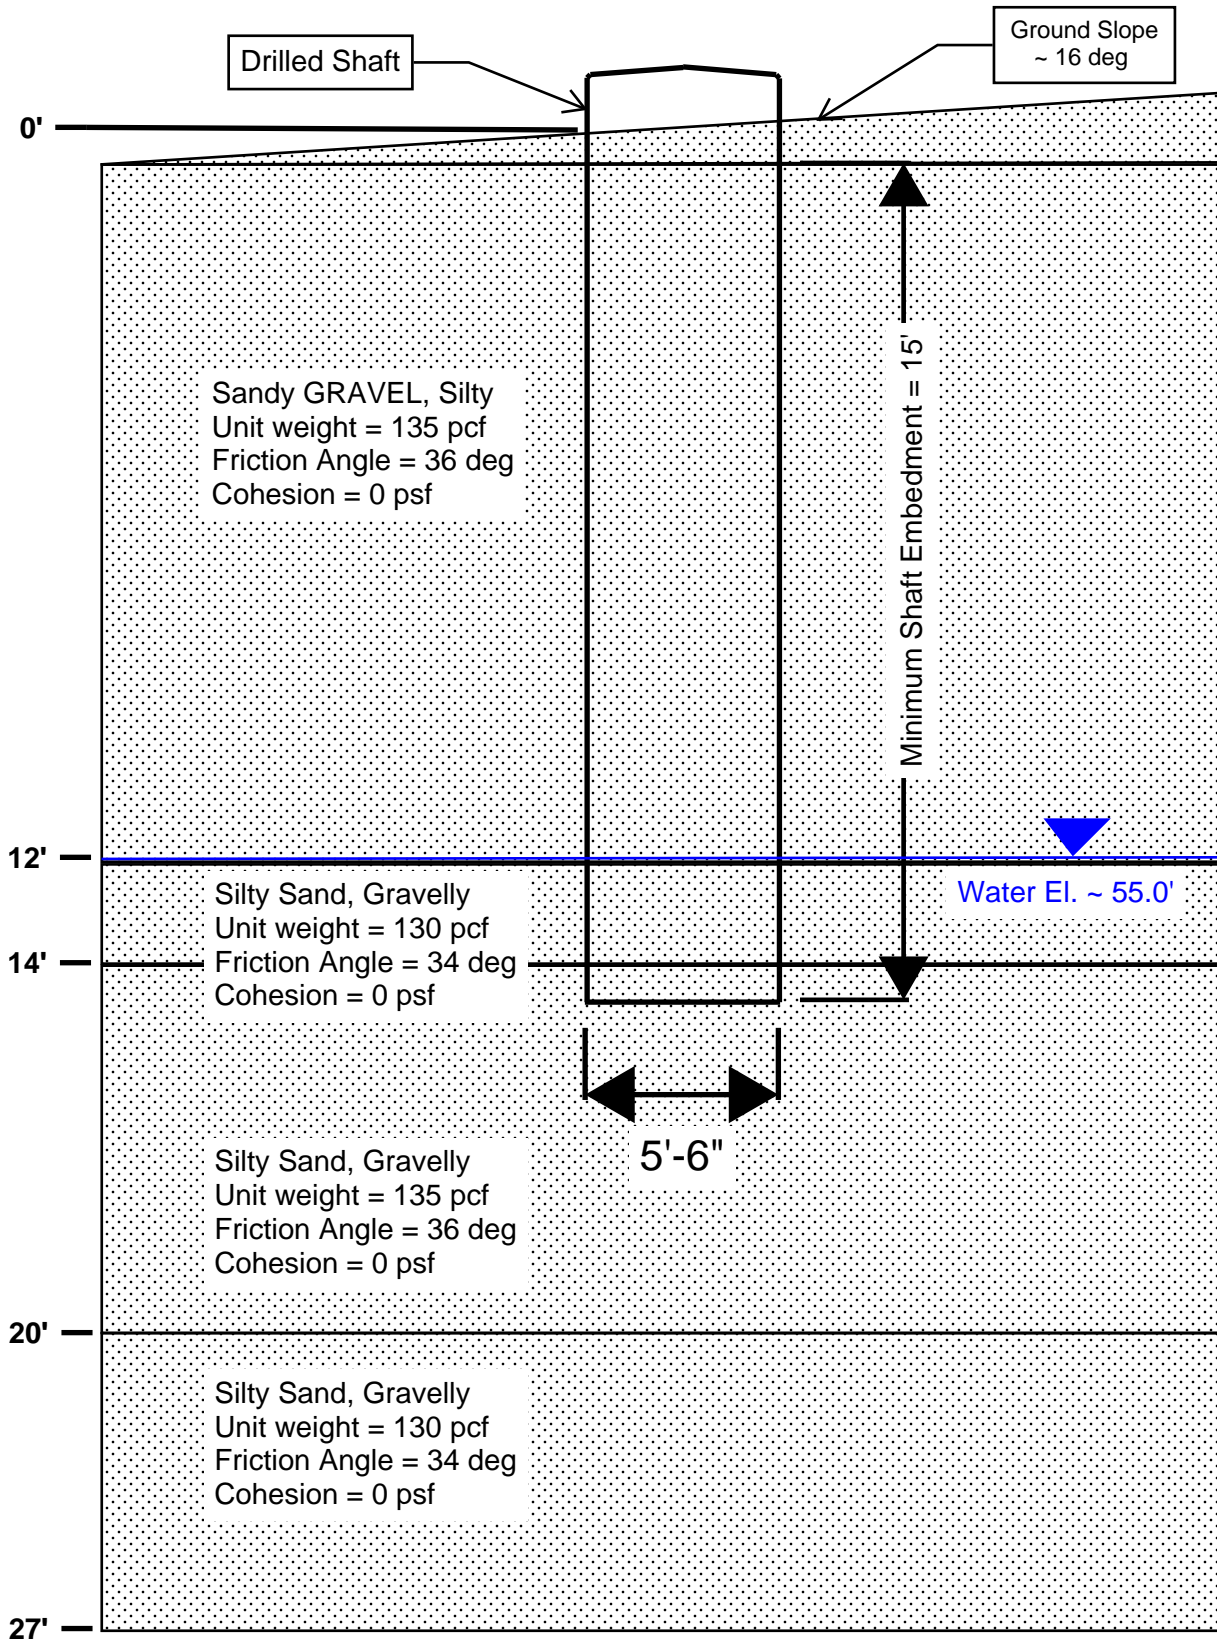 Drilled Shaft
Ground Slope
~ 16 deg
0'
Minimum Shaft Embedment = 15'
Sandy GRAVEL, Silty
Unit weight = 135 pcf
Friction Angle = 36 deg
Cohesion = 0 psf
12'
Water El. ~ 55.0'
Silty Sand, Gravelly
Unit weight = 130 pcf
Friction Angle = 34 deg
Cohesion = 0 psf
14'
5'-6"
Silty Sand, Gravelly
Unit weight = 135 pcf
Friction Angle = 36 deg
Cohesion = 0 psf
20'
Silty Sand, Gravelly
Unit weight = 130 pcf
Friction Angle = 34 deg
Cohesion = 0 psf
27'